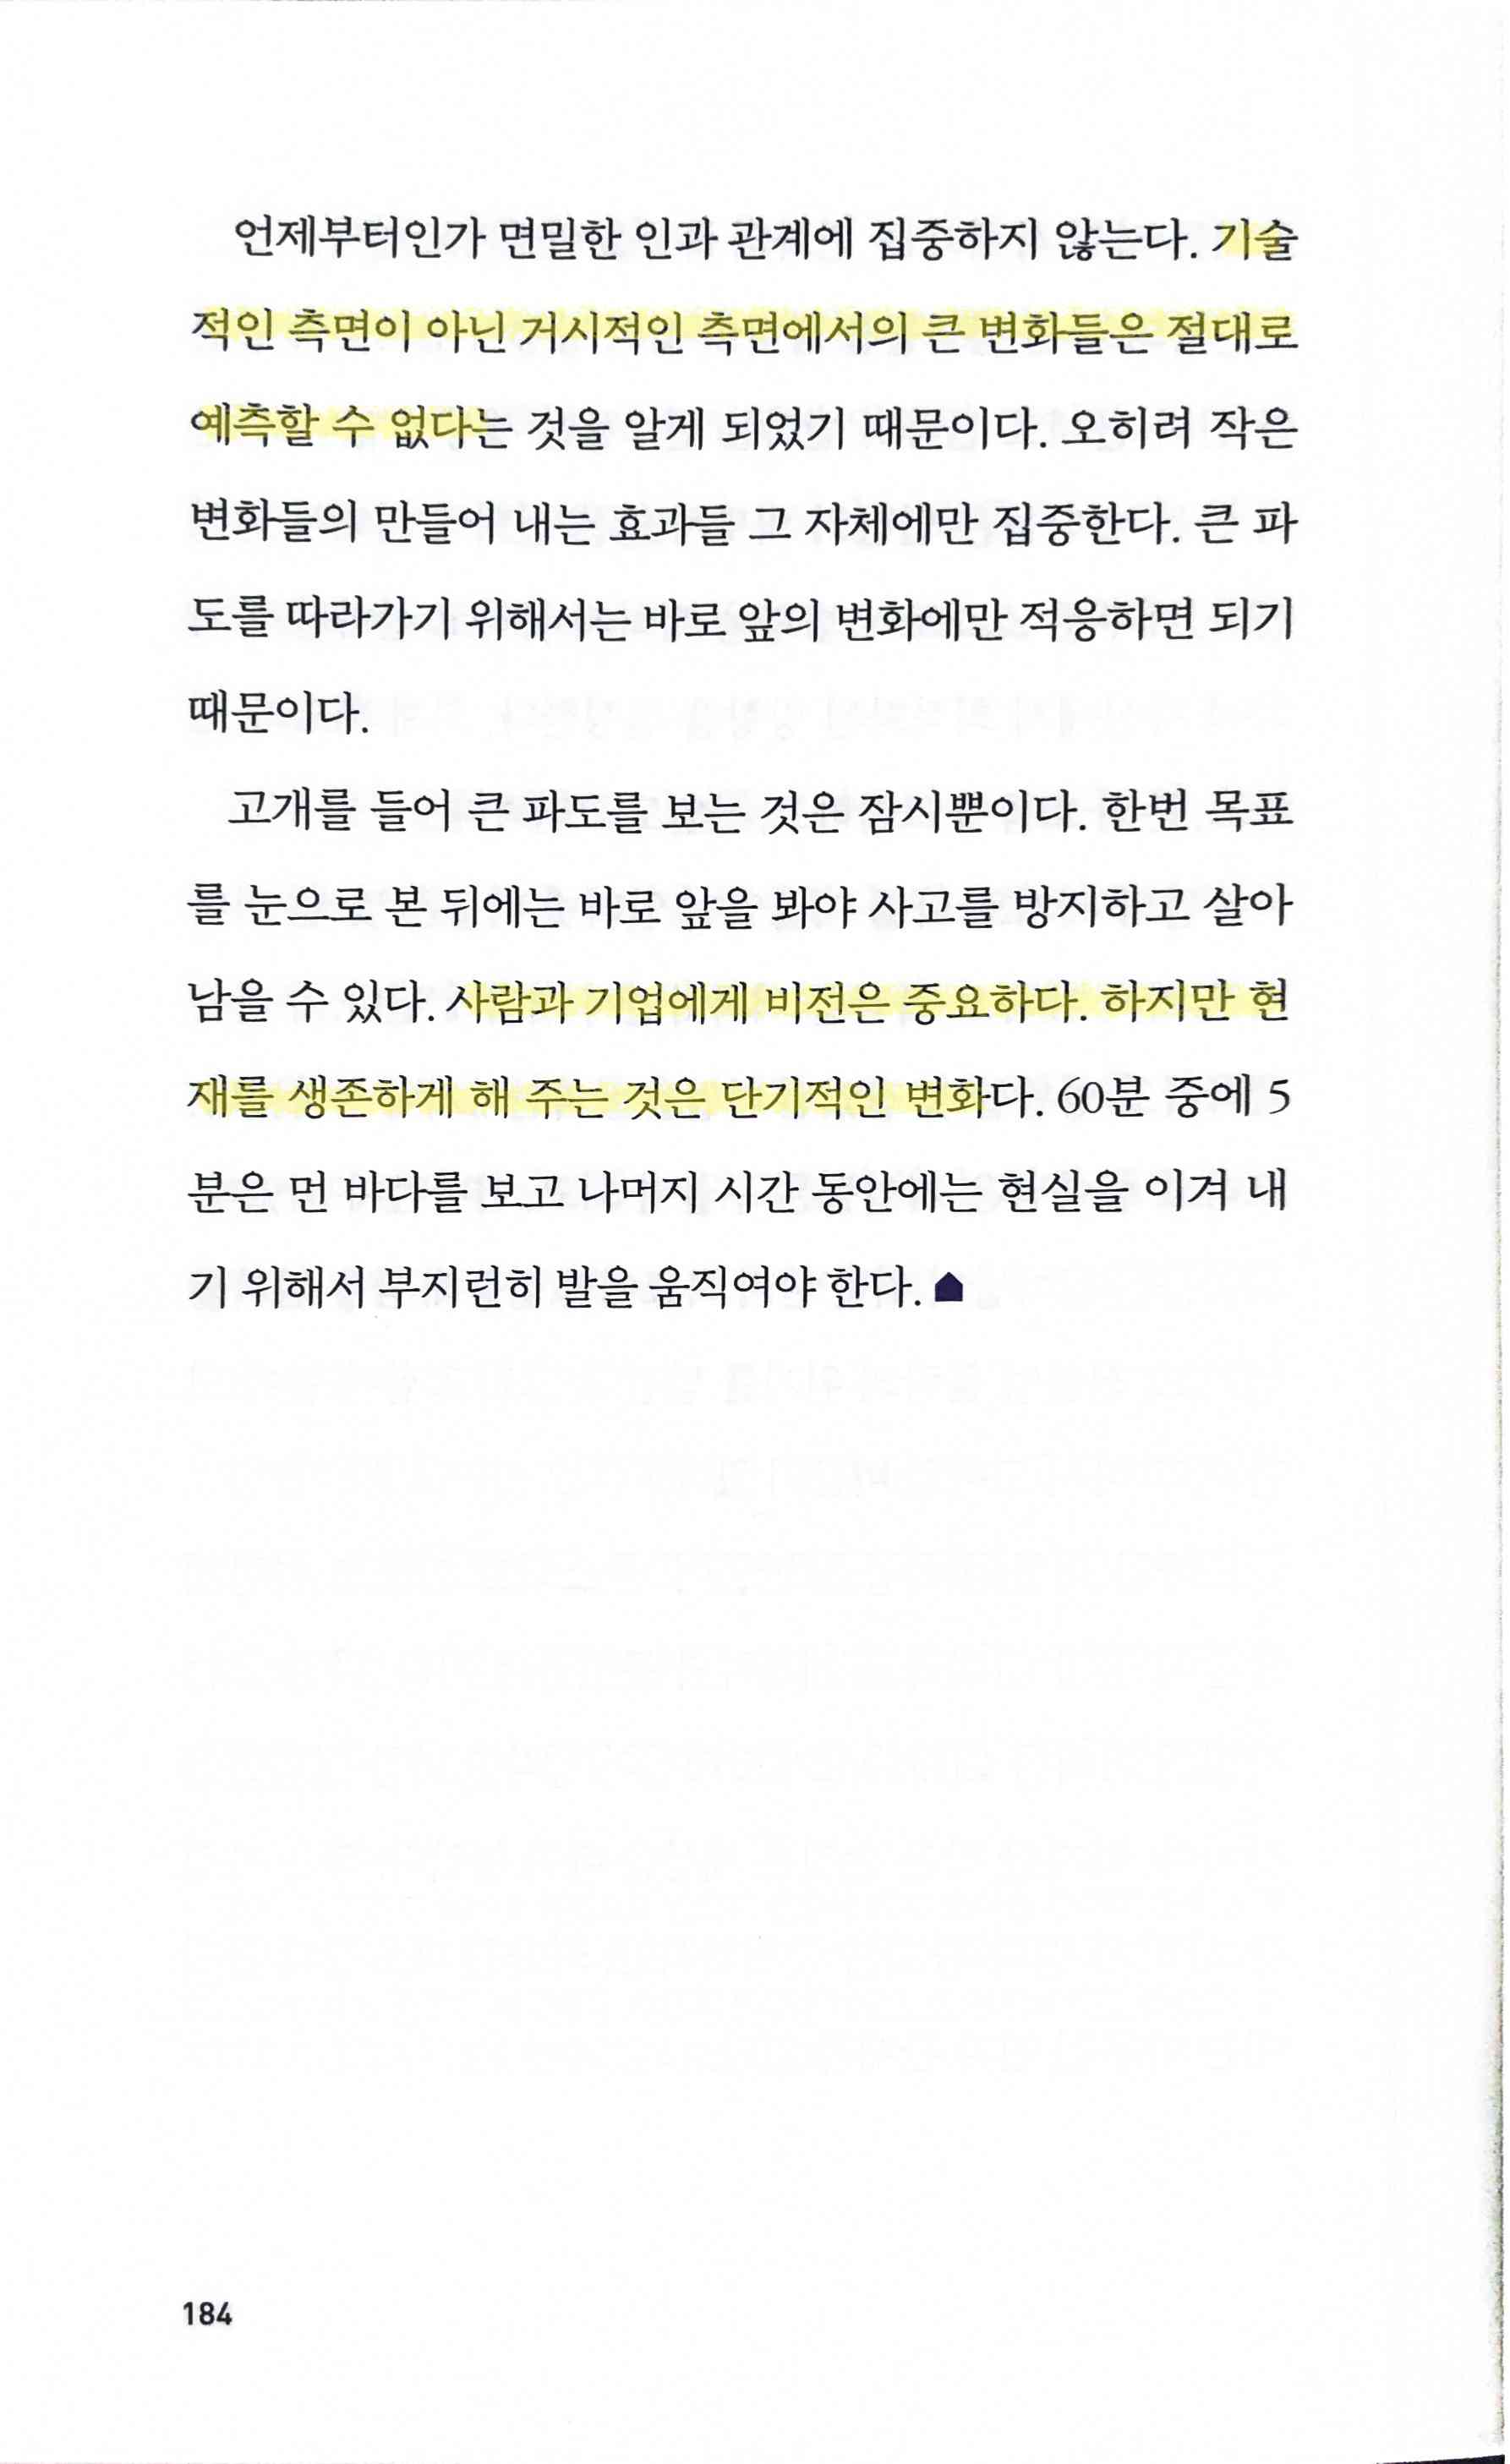 언제부터인가 면밀한 인과 관계에 집중하지 않는다. 기술
적인 측면이 아닌 거시적인 측면에서의 큰 변화들은 절대로
예측할 수 없다는 것을 알게 되었기 때문이다. 오히려 작은
변화들의 만들어 내는 효과들 그 자체에만 집중한다. 큰 파
도를 따라가기 위해서는 바로 앞의 변화에만 적응하면 되기
때문이다.
고개를 들어 큰 파도를 보는 것은 잠시뿐이다. 한번 목표
를 눈으로 본 뒤에는 바로 앞을 봐야 사고를 방지하고 살아
남을 수 있다. 사람과 기업에게 비전은 중요하다. 하지만 현
재를 생존하게 해 주는 것은 단기적인 변화다. 60분 중에 5
분은 먼 바다를 보고 나머지 시간 동안에는 현실을 이겨 내
기 위해서 부지런히 발을 움직여야 한다.
184